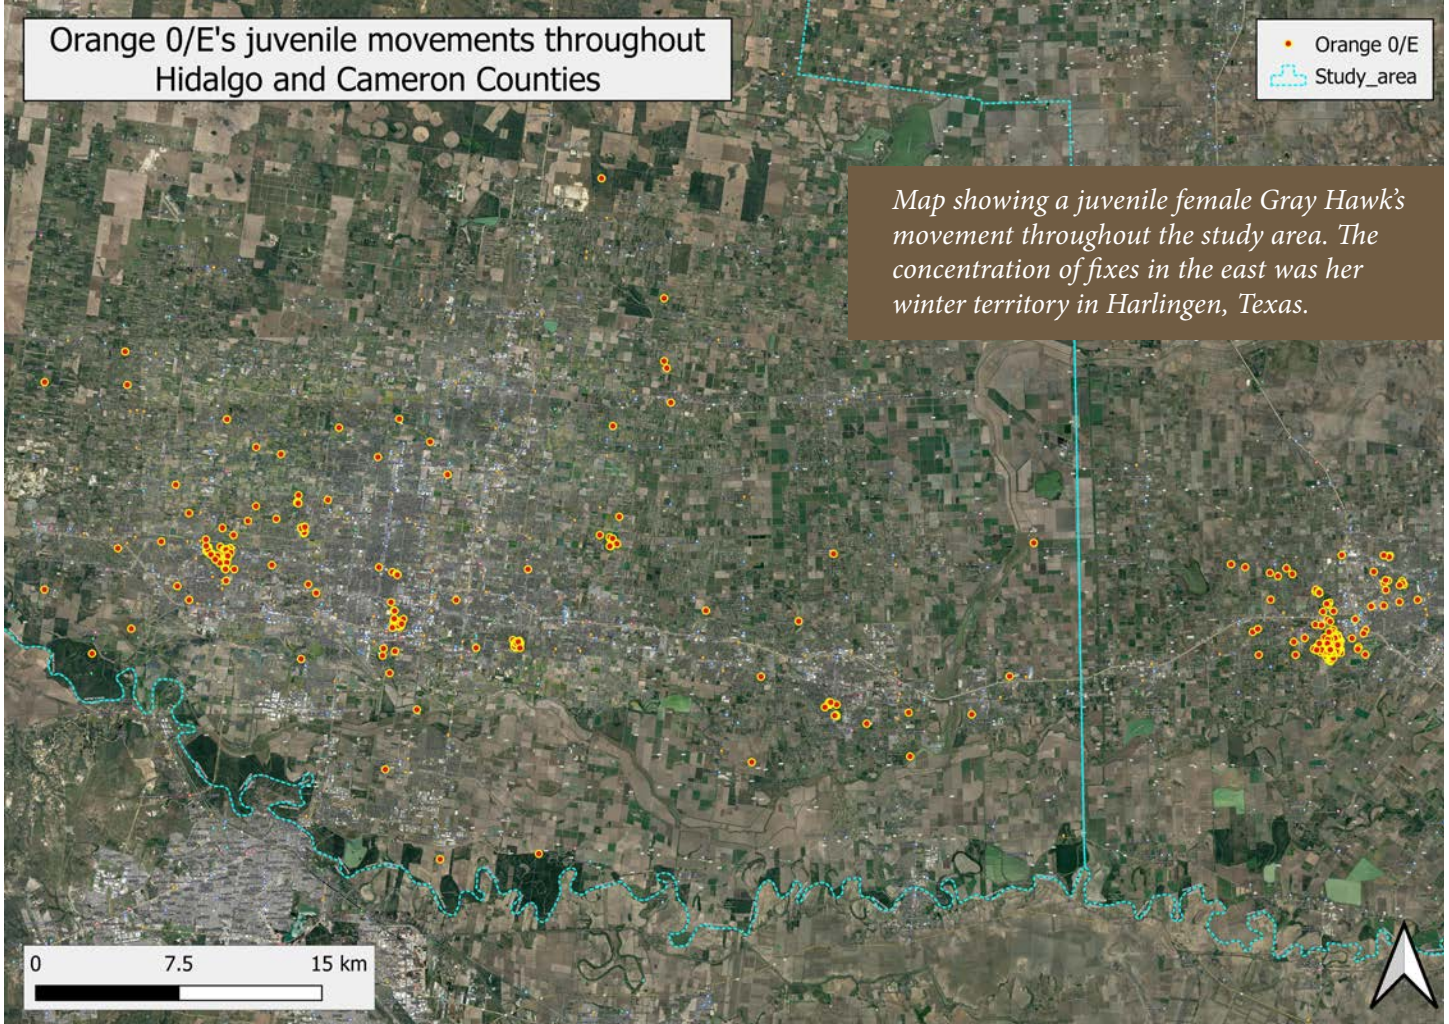 Orange 0/E's juvenile movements throughout
Hidalgo and Cameron Counties
Orange 0/E
Study_area
Map showing a juvenile female Gray Hawk's
movement throughout the study area. The
concentration of fixes in the east was her
winter territory in Harlingen, Texas.
0 7.5 15 km